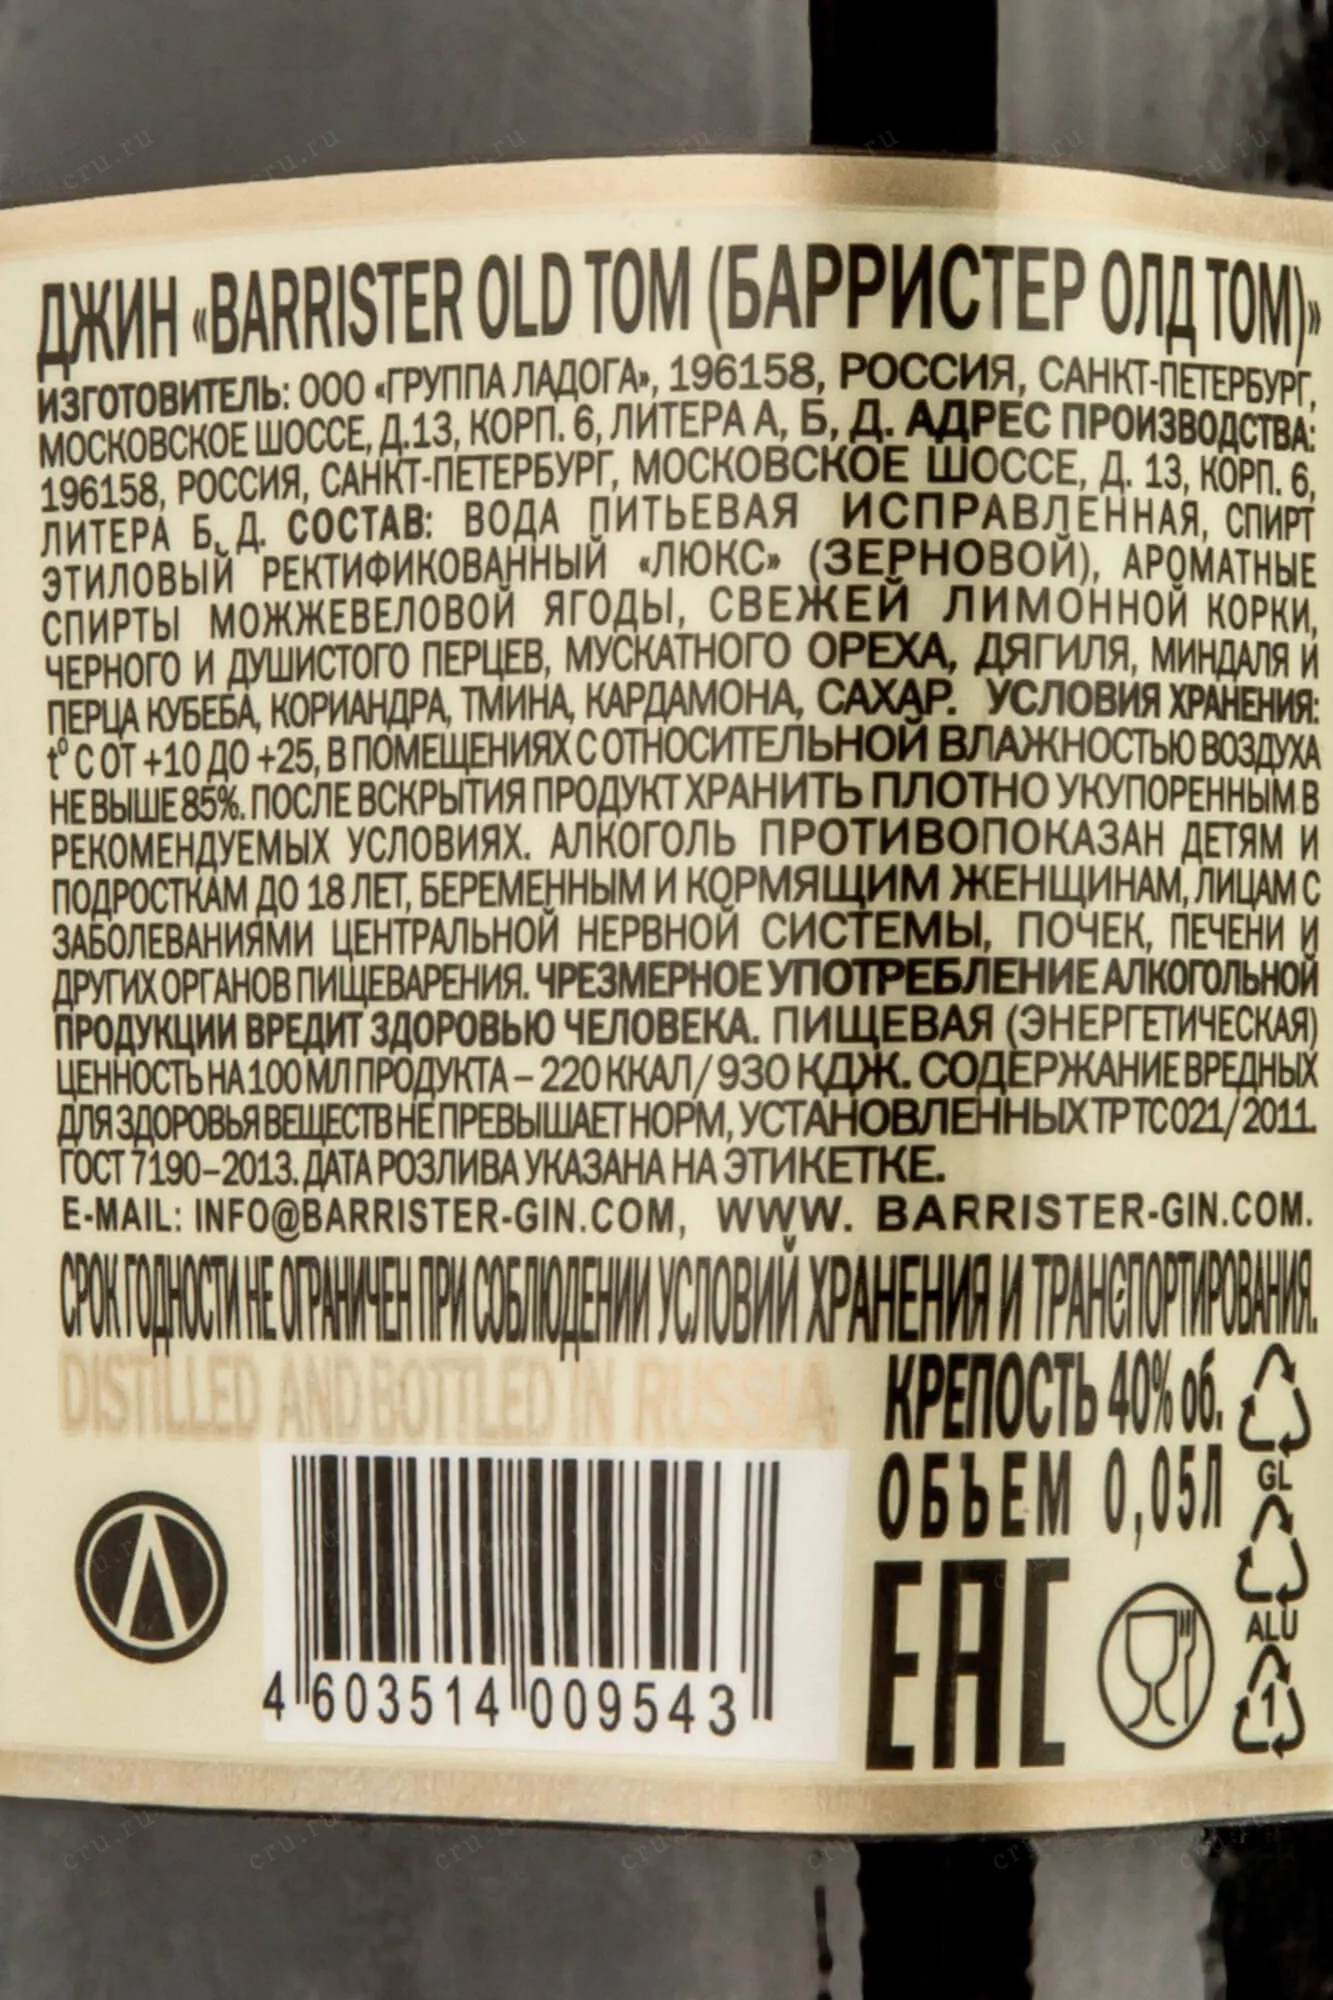 ДЖИН «BARRISTER OLD TOM (БАРРИСТЕР ОЛД ТОМ)»
ИЗГОТОВИТЕЛЬ: ООО «ГРУППА ЛАДОГА», 196158, РОССИЯ, САНКТ-ПЕТЕРБУРГ,
МОСКОВСКОЕ ШОССЕ, Д.13, КОРП. 6, ЛИТЕРА А, Б, Д. АДРЕС ПРОИЗВОДСТВА:
196158, РОССИЯ, САНКТ-ПЕТЕРБУРГ, МОСКОВСКОЕ ШОССЕ, Д. 13, КОРП. 6,
ЛИТЕРА Б, Д. СОСТАВ: ВОДА ПИТЬЕВАЯ ИСПРАВЛЕННАЯ, СПИРТ
ЭТИЛОВЫЙ РЕКТИФИКОВАННЫЙ «ЛЮКС» (ЗЕРНОВОЙ), АРОМАТНЫЕ
СПИРТЫ МОЖЖЕВЕЛОВОЙ ЯГОДЫ, СВЕЖЕЙ ЛИМОННОЙ КОРКИ,
ЧЕРНОГО И ДУШИСТОГО ПЕРЦЕВ, МУСКАТНОГО ОРЕХА, ДЯГИЛЯ, МИНДАЛЯ И
ПЕРЦА КУБЕБА, КОРИАНДРА, ТМИНА, КАРДАМОНА, САХАР. УСЛОВИЯ ХРАНЕНИЯ:
t° С ОТ +10 ДО +25, В ПОМЕЩЕНИЯХ С ОТНОСИТЕЛЬНОЙ ВЛАЖНОСТЬЮ ВОЗДУХА
НЕ ВЫШЕ 85%. ПОСЛЕ ВСКРЫТИЯ ПРОДУКТ ХРАНИТЬ ПЛОТНО УКУПОРЕННЫМ В
РЕКОМЕНДУЕМЫХ УСЛОВИЯХ. АЛКОГОЛЬ ПРОТИВОПОКАЗАН ДЕТЯМ И
ПОДРОСТКАМ ДО 18 ЛЕТ, БЕРЕМЕННЫМ И КОРМЯЩИМ ЖЕНЩИНАМ, ЛИЦАМ С
ЗАБОЛЕВАНИЯМИ ЦЕНТРАЛЬНОЙ НЕРВНОЙ СИСТЕМЫ, ПОЧЕК, ПЕЧЕНИ И
ДРУГИХ ОРГАНОВ ПИЩЕВАРЕНИЯ. ЧРЕЗМЕРНОЕ УПОТРЕБЛЕНИЕ АЛКОГОЛЬНОЙ
ПРОДУКЦИИ ВРЕДИТ ЗДОРОВЬЮ ЧЕЛОВЕКА. ПИЩЕВАЯ (ЭНЕРГЕТИЧЕСКАЯ)
ЦЕННОСТЬ НА 100 МЛ ПРОДУКТА – 220 ККАЛ/ 930 КДЖ. СОДЕРЖАНИЕ ВРЕДНЫХ
ДЛЯ ЗДОРОВЬЯ ВЕЩЕСТВ НЕ ПРЕВЫШАЕТ НОРМ, УСТАНОВЛЕННЫХ ТР ТС 021/ 2011.
ГОСТ 7190–2013. ДАТА РОЗЛИВА УКАЗАНА НА ЭТИКЕТКЕ.
E-MAIL: INFO@BARRISTER-GIN.COM, WWW. BARRISTER-GIN.COM.
СРОК ГОДНОСТИ НЕ ОГРАНИЧЕН ПРИ СОБЛЮДЕНИИ УСЛОВИЙ ХРАНЕНИЯ И ТРАНСПОРТИРОВАНИЯ.
DISTILLED AND BOTTLED IN RUSSIA
КРЕПОСТЬ 40% об.
ОБЪЕМ 0,05Л
GL
ALU
1
EAC
4 603514 009543
cru.ru